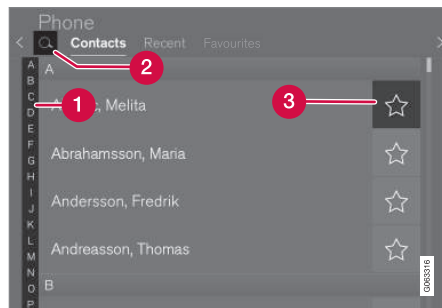 Phone
Contacts Recent Favourites
2
A
A
B
C
D
E
F
G
H
I
J
K
L
M
N
O
P
1
, Melita
3
Abrahamsson, Maria
Andersson, Fredrik
Andreasson, Thomas
B
G063316